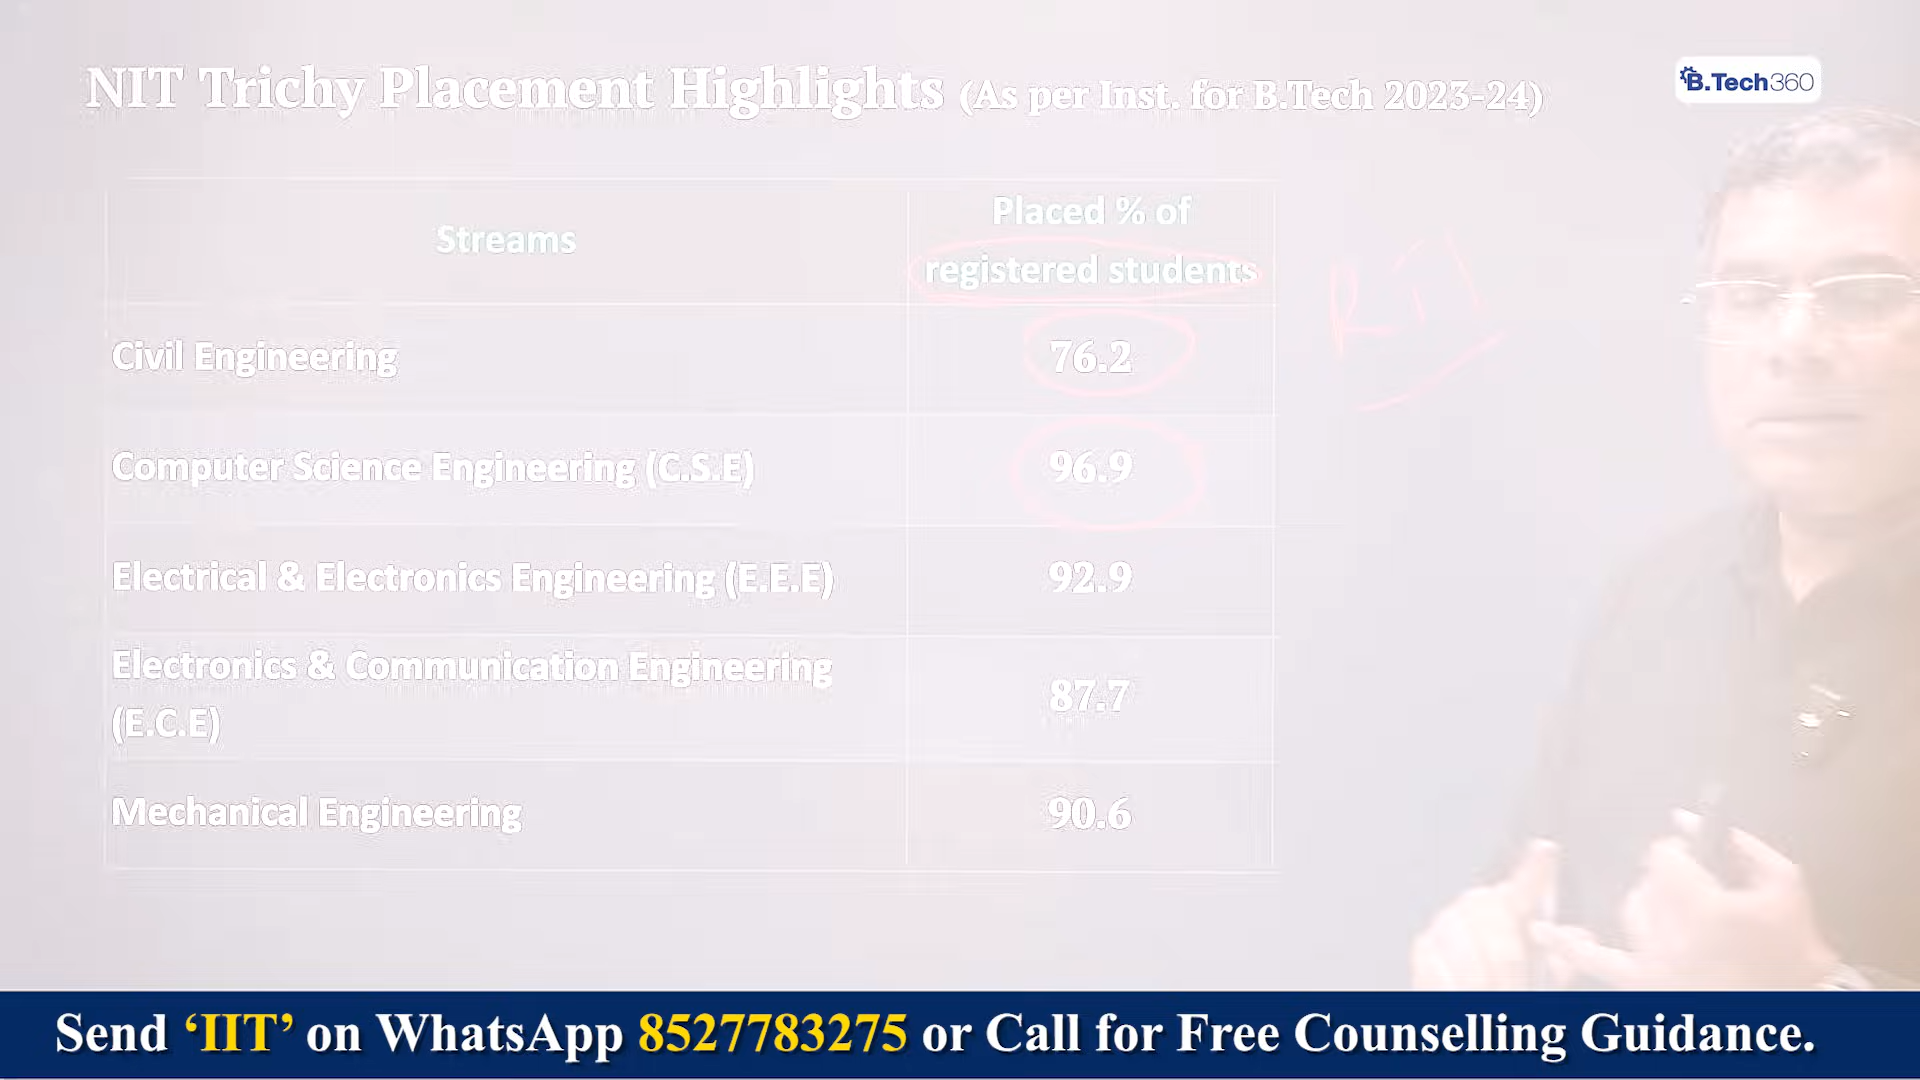 NIT Trichy Placement Highlights (As per Inst. for B.Tech 2023-24)
B.Tech360
Streams
Placed % of
registered students
RTI
Civil Engineering
76.2
Computer Science Engineering (C.S.E)
96.9
Electrical & Electronics Engineering (E.E.E)
92.9
Electronics & Communication Engineering
(E.C.E)
87.7
Mechanical Engineering
90.6
Send ‘IIT’ on WhatsApp 8527783275 or Call for Free Counselling Guidance.